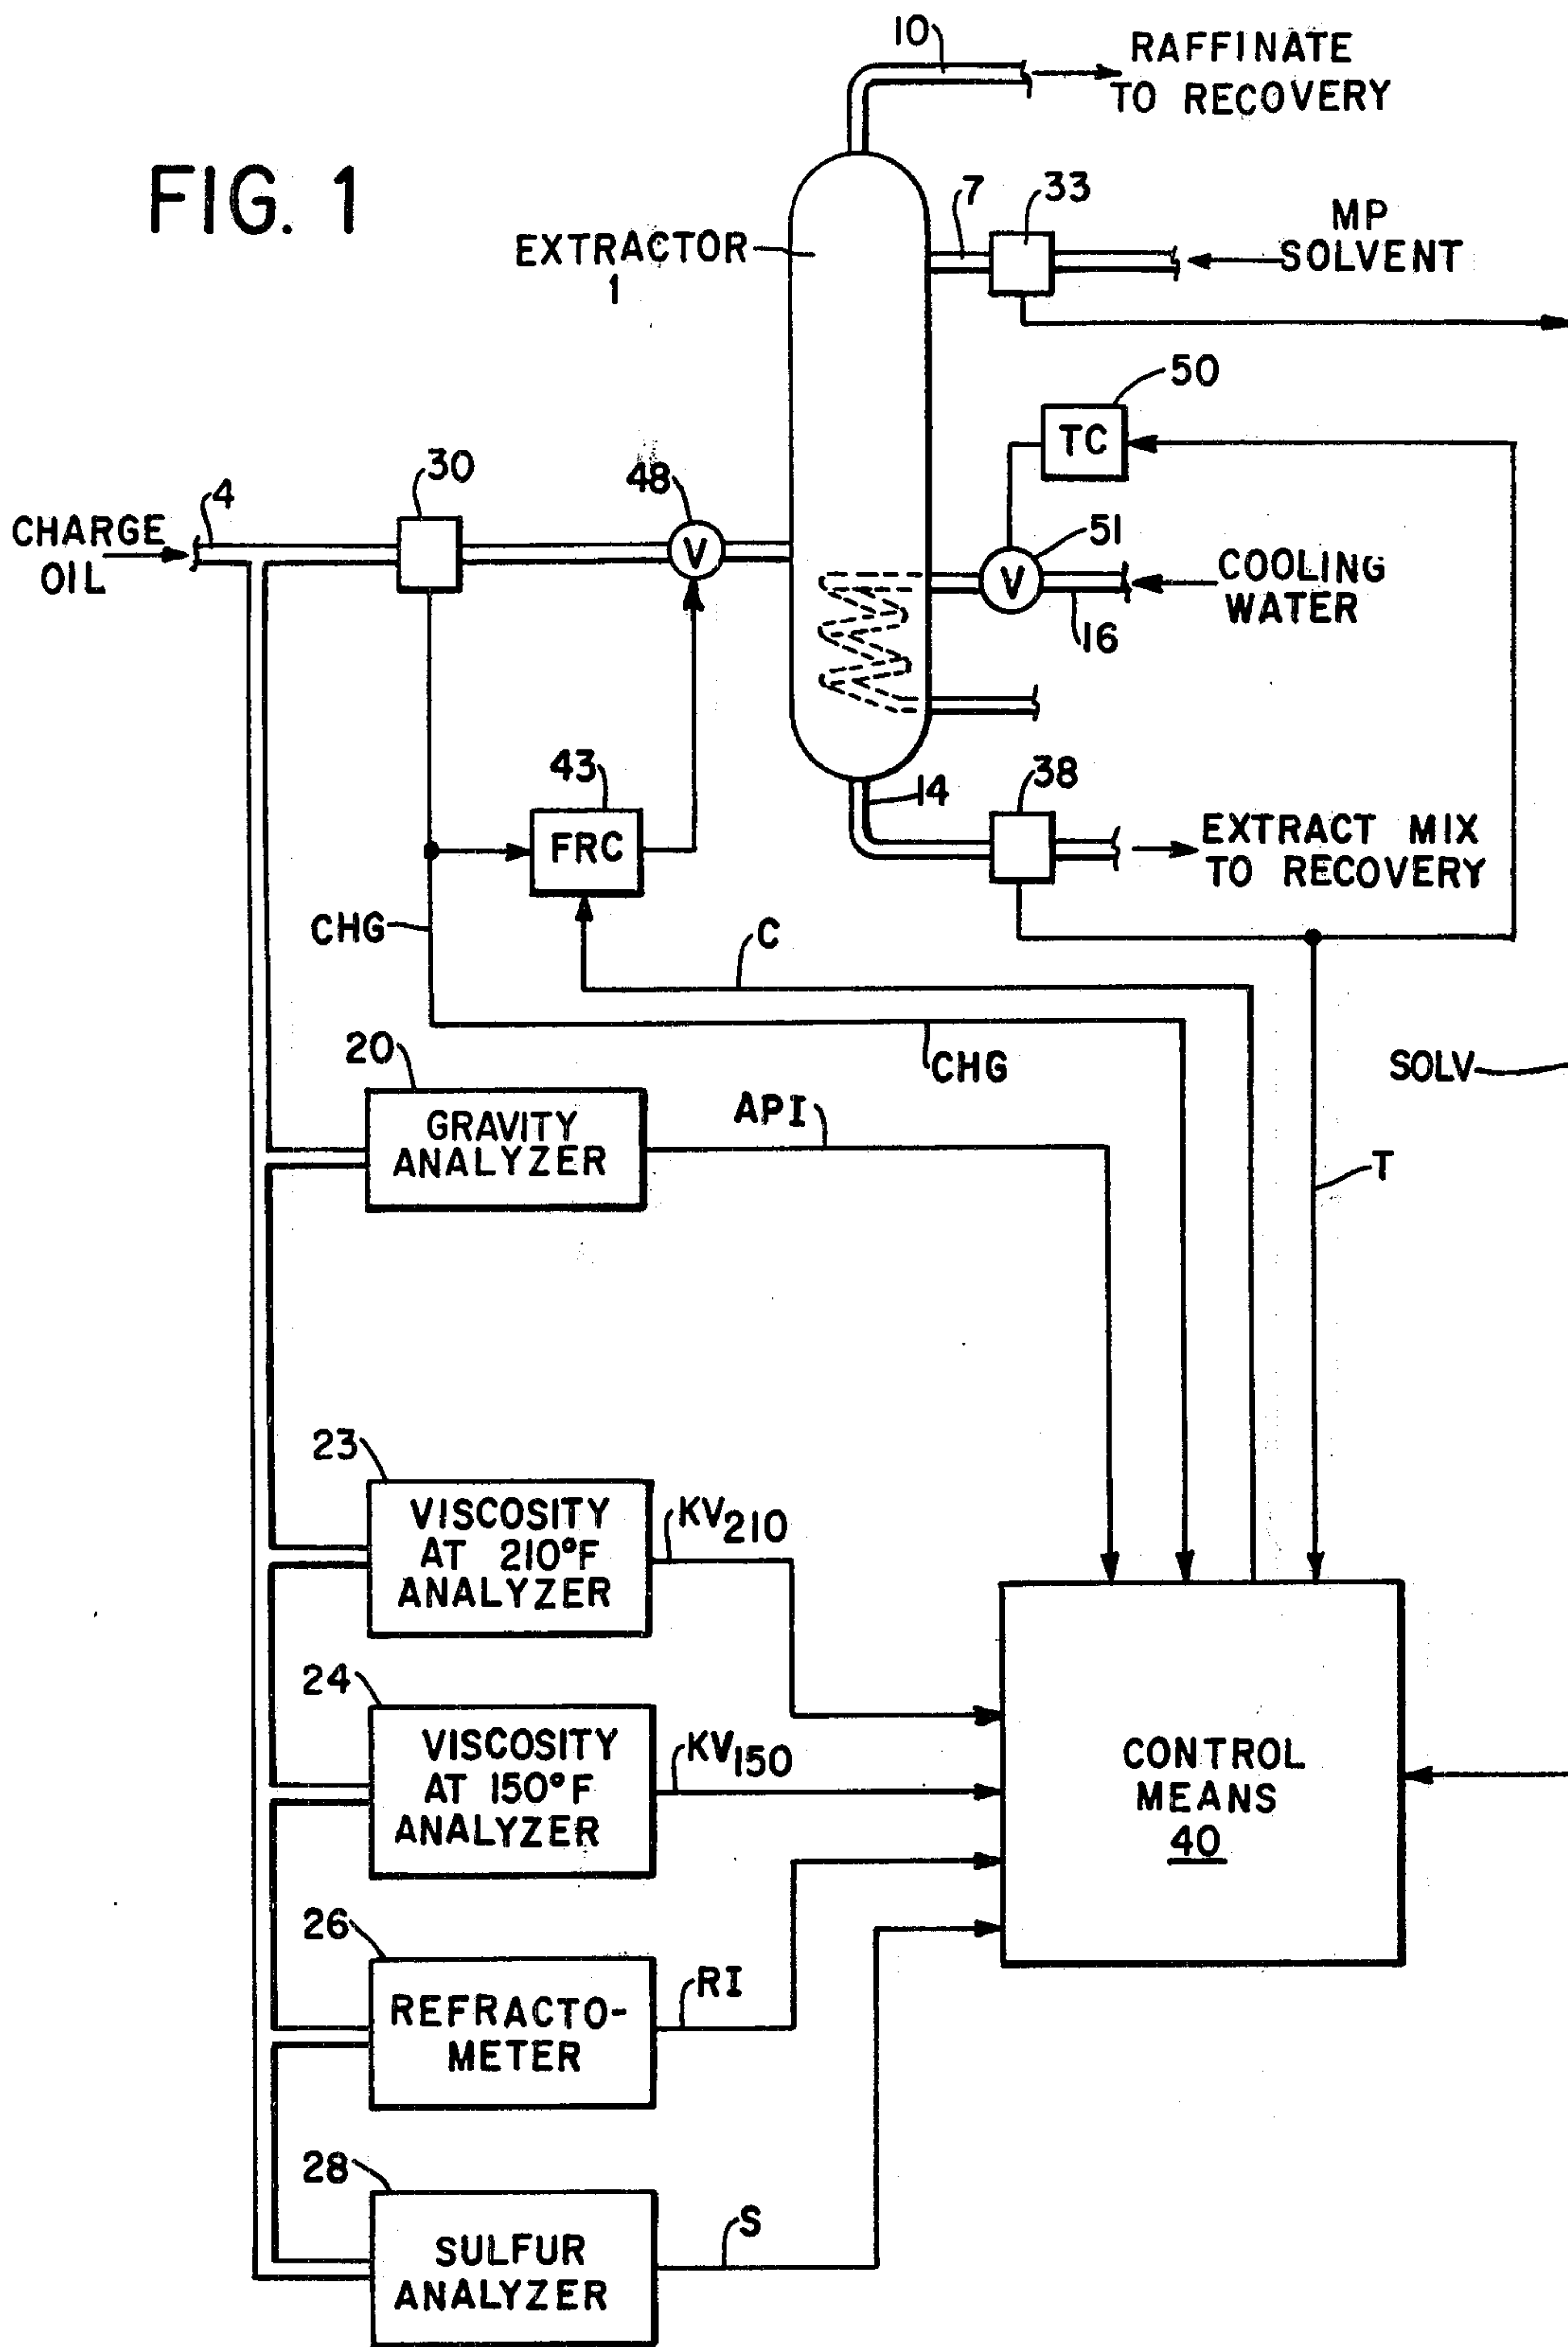 10
RAFFINATE
TO RECOVERY
FIG. 1
7
33
MP
SOLVENT
EXTRACTOR
1
50
TC
30
48
4
CHARGE
OIL
V
51
V
COOLING
WATER
16
43
FRC
14
38
EXTRACT MIX
TO RECOVERY
CHG
C
CHG
SOLV
20
GRAVITY
ANALYZER
API
T
23
VISCOSITY
AT 210°F
ANALYZER
KV210
24
VISCOSITY
AT 150°F
ANALYZER
KV150
CONTROL
MEANS
40
26
REFRACTO-
METER
RI
28
SULFUR
ANALYZER
S